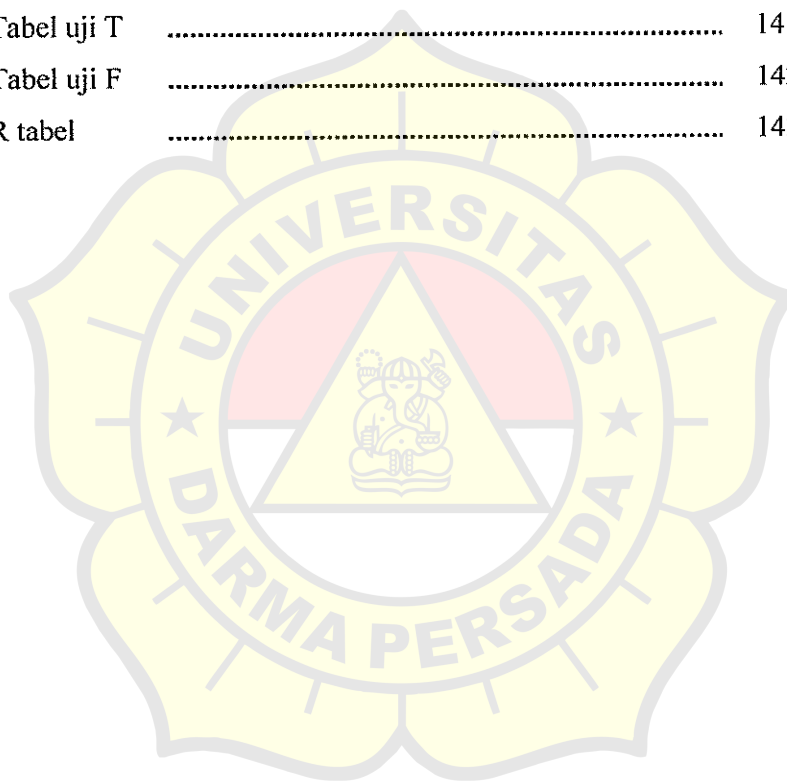 Tabel uji T ........................................................ 14
Tabel uji F ........................................................ 14
R tabel ........................................................ 14
UNIVERSITAS
DARMA PERSADA